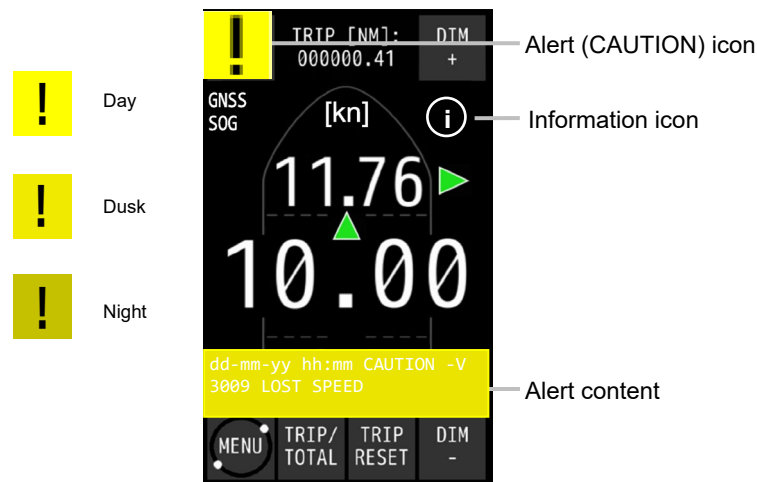 !
TRIP [NM]:
000000.41
DIM
+
Alert (CAUTION) icon
! Day
GNSS
SOG
[kn]
i
Information icon
11.76
! Dusk
10.00
! Night
dd-mm-yy hh:mm CAUTION -V
3009 LOST SPEED
Alert content
MENU
TRIP/
TOTAL
TRIP
RESET
DIM
-